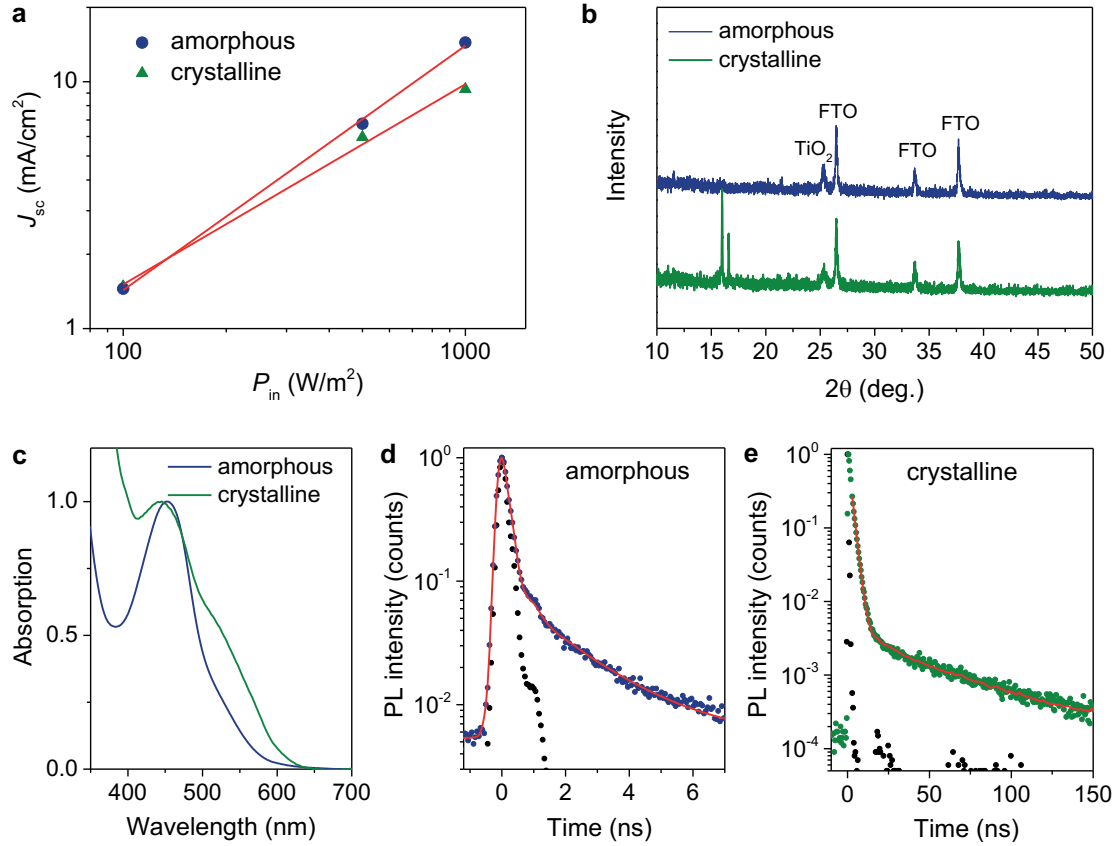 a
amorphous
crystalline
10
1
J_sc (mA/cm²)
100
1000
P_in (W/m²)
b
amorphous
crystalline
FTO
FTO
TiO₂
FTO
Intensity
10 15 20 25 30 35 40 45 50
2θ (deg.)
c
amorphous
crystalline
1.0
0.5
0.0
Absorption
400 500 600 700
Wavelength (nm)
d
amorphous
10⁰
10⁻¹
10⁻²
PL intensity (counts)
0 2 4 6
Time (ns)
e
crystalline
10⁰
10⁻¹
10⁻²
10⁻³
10⁻⁴
PL intensity (counts)
0 50 100 150
Time (ns)